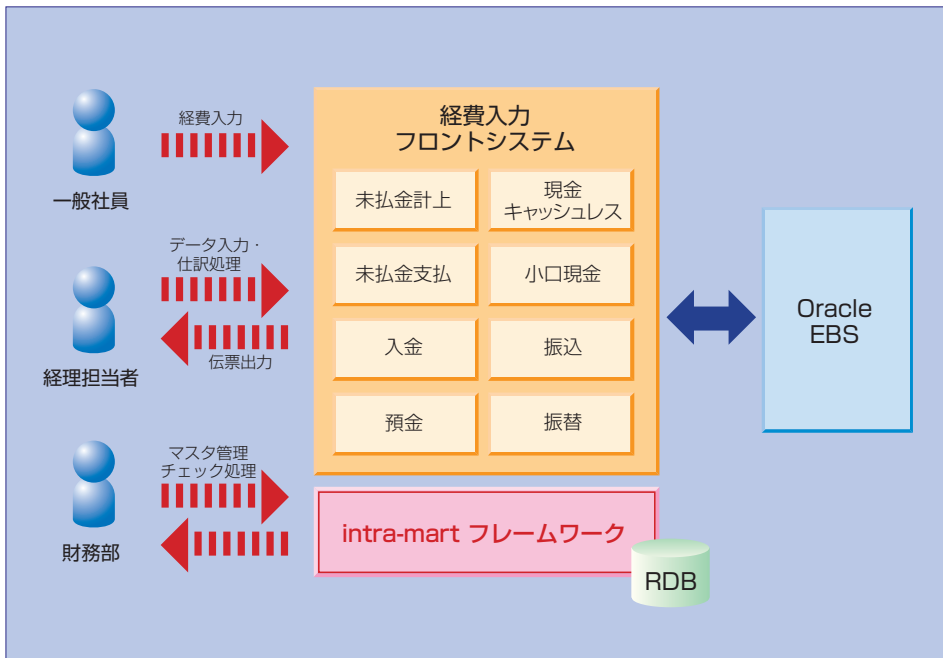 経費入力
一般社員
データ入力・
仕訳処理
伝票出力
経理担当者
マスタ管理
チェック処理
財務部
経費入力
フロントシステム
未払金計上
現金
キャッシュレス
未払金支払
小口現金
入金
振込
預金
振替
intra-mart フレームワーク
RDB
Oracle
EBS